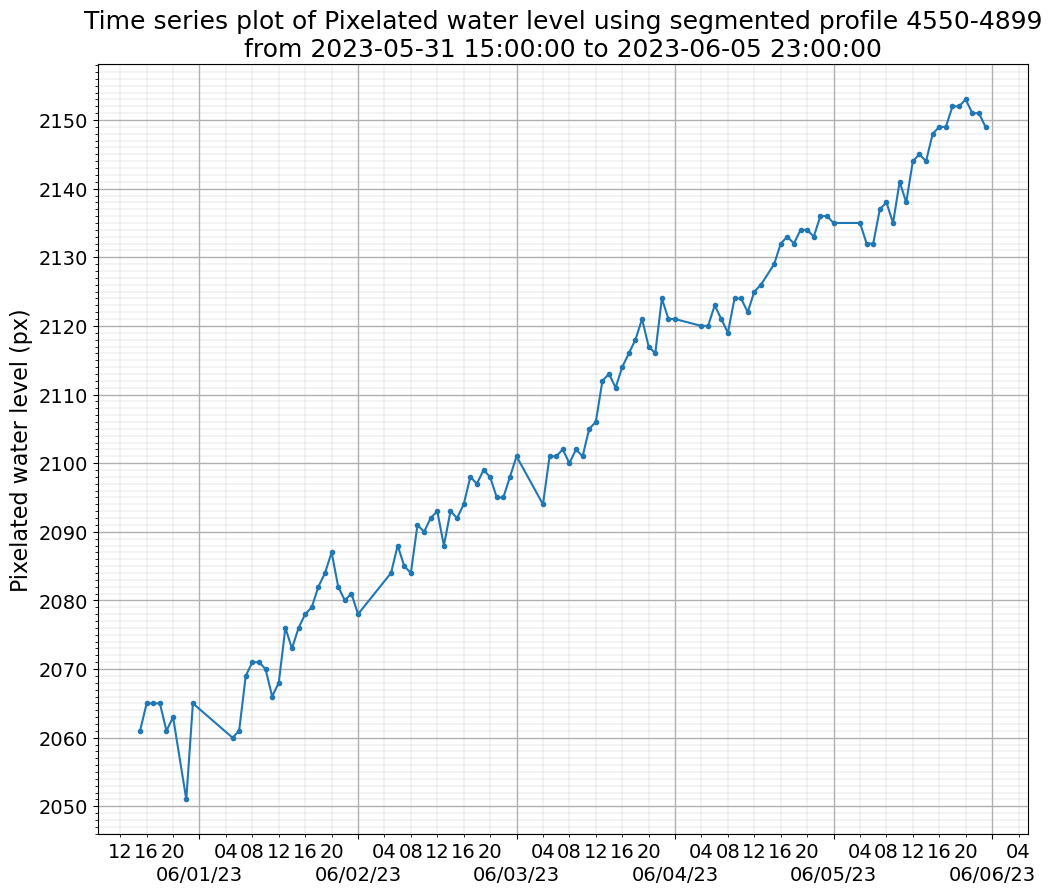 Time series plot of Pixelated water level using segmented profile 4550-4899
from 2023-05-31 15:00:00 to 2023-06-05 23:00:00
Pixelated water level (px)
2150
2140
2130
2120
2110
2100
2090
2080
2070
2060
2050
12 16 20 04 08 12 16 20 04 08 12 16 20 04 08 12 16 20 04 08 12 16 20 04 08 12 16 20 04
06/01/23 06/02/23 06/03/23 06/04/23 06/05/23 06/06/23